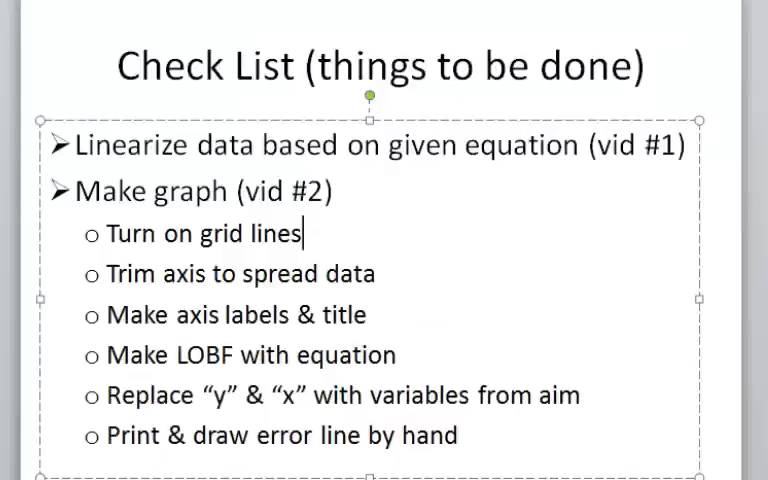 Check List (things to be done)
Linearize data based on given equation (vid #1)
Make graph (vid #2)
Turn on grid lines
Trim axis to spread data
Make axis labels & title
Make LOBF with equation
Replace “y” & “x” with variables from aim
Print & draw error line by hand